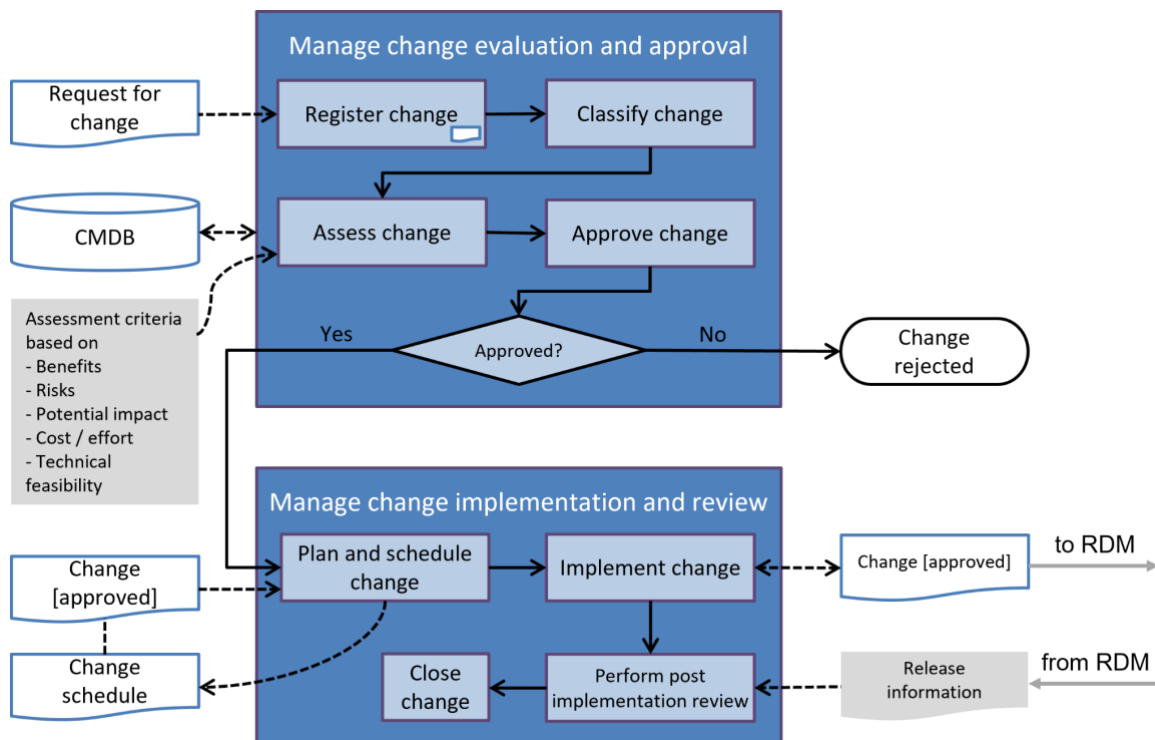 Manage change evaluation and approval
Request for
change
Register change
Classify change
CMDB
Assess change
Approve change
Assessment criteria
based on
- Benefits
- Risks
- Potential impact
- Cost / effort
- Technical
feasibility
Yes
Approved?
No
Change
rejected
Manage change implementation and review
Change
[approved]
Plan and schedule
change
Implement change
Change [approved]
to RDM
Change
schedule
Close
change
Perform post
implementation review
Release
information
from RDM